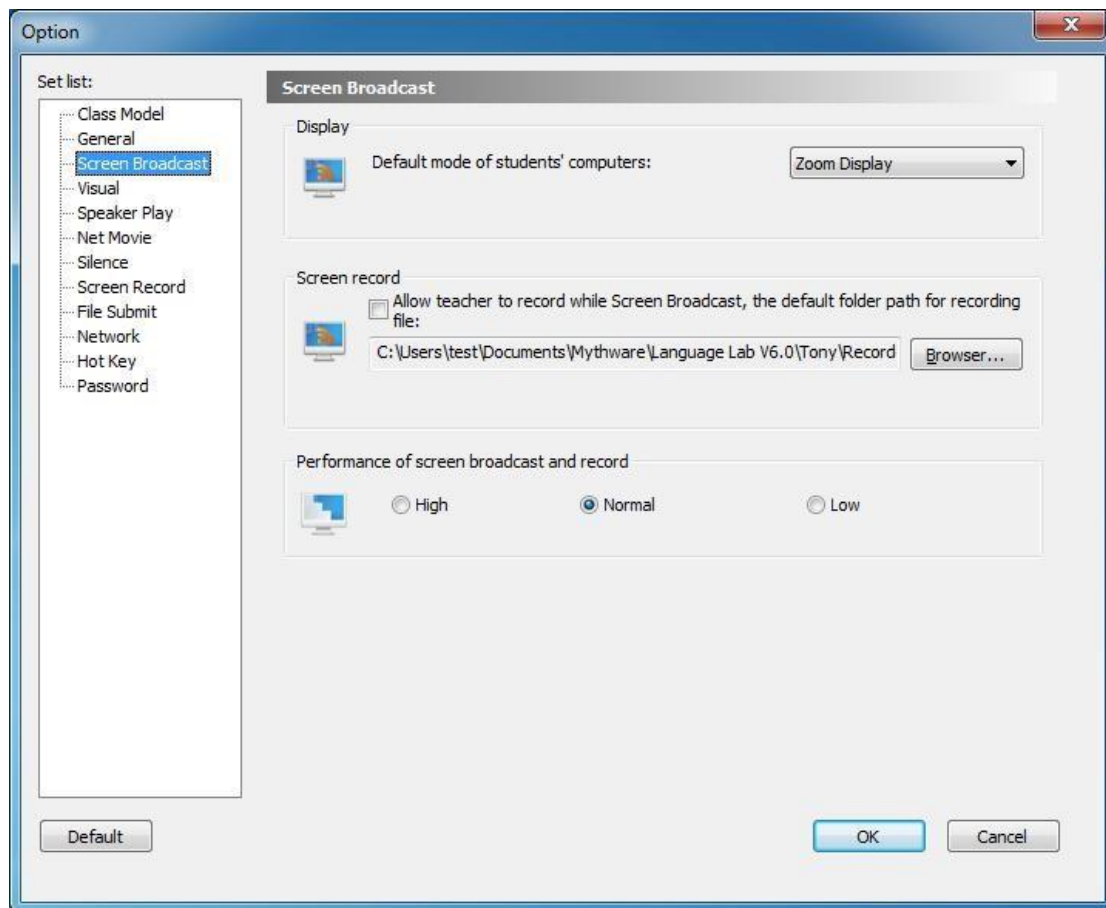 Option
Set list:
Class Model
General
Screen Broadcast
Visual
Speaker Play
Net Movie
Silence
Screen Record
File Submit
Network
Hot Key
Password
Screen Broadcast
Display
Default mode of students' computers:
Zoom Display
Screen record
Allow teacher to record while Screen Broadcast, the default folder path for recording
file:
C:\Users\test\Documents\Mythware\Language Lab V6.0\Tony\Record
Browser...
Performance of screen broadcast and record
High
Normal
Low
Default
OK
Cancel